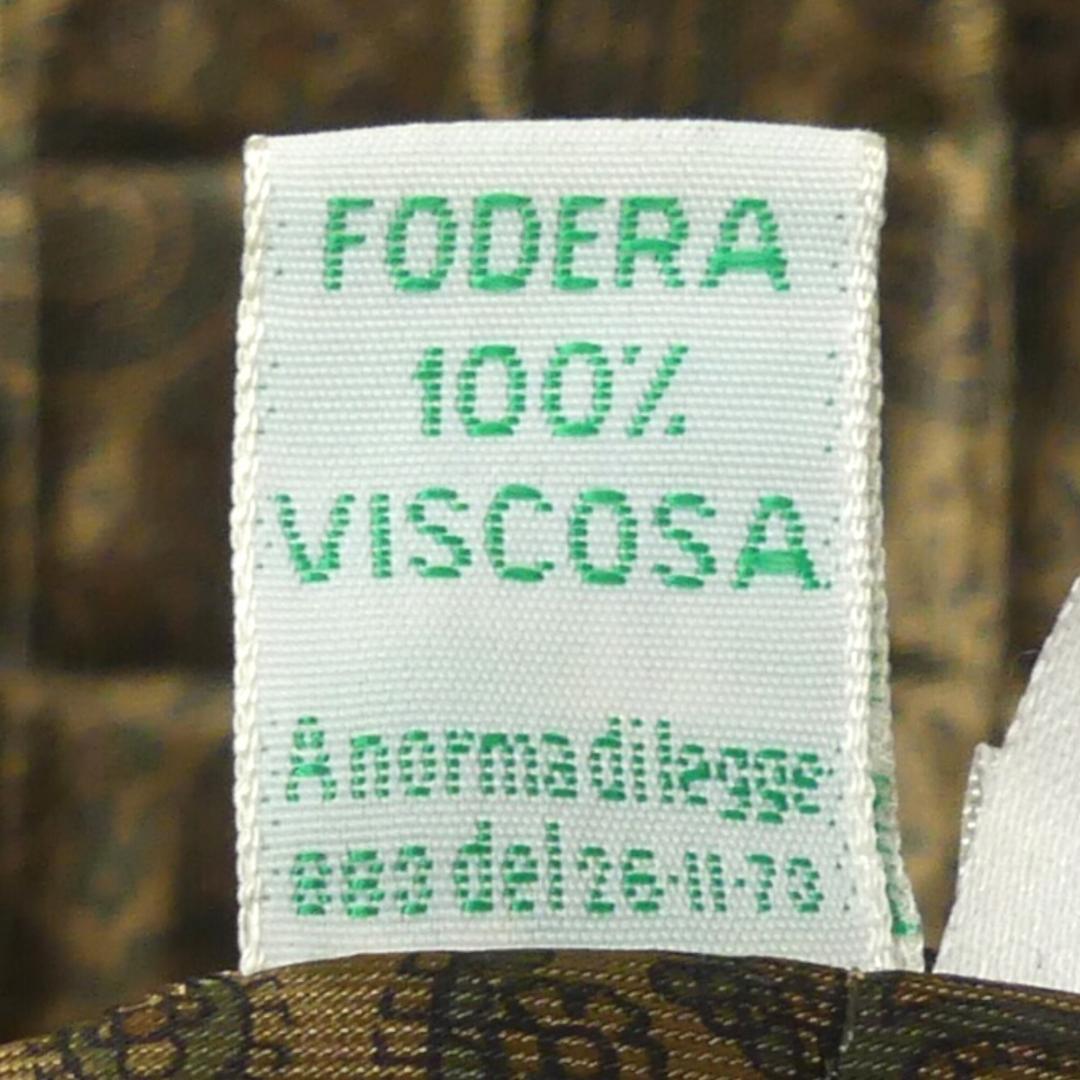 FODERA
100%
VISCOSA
A norma di legge
883 del 26-11-73